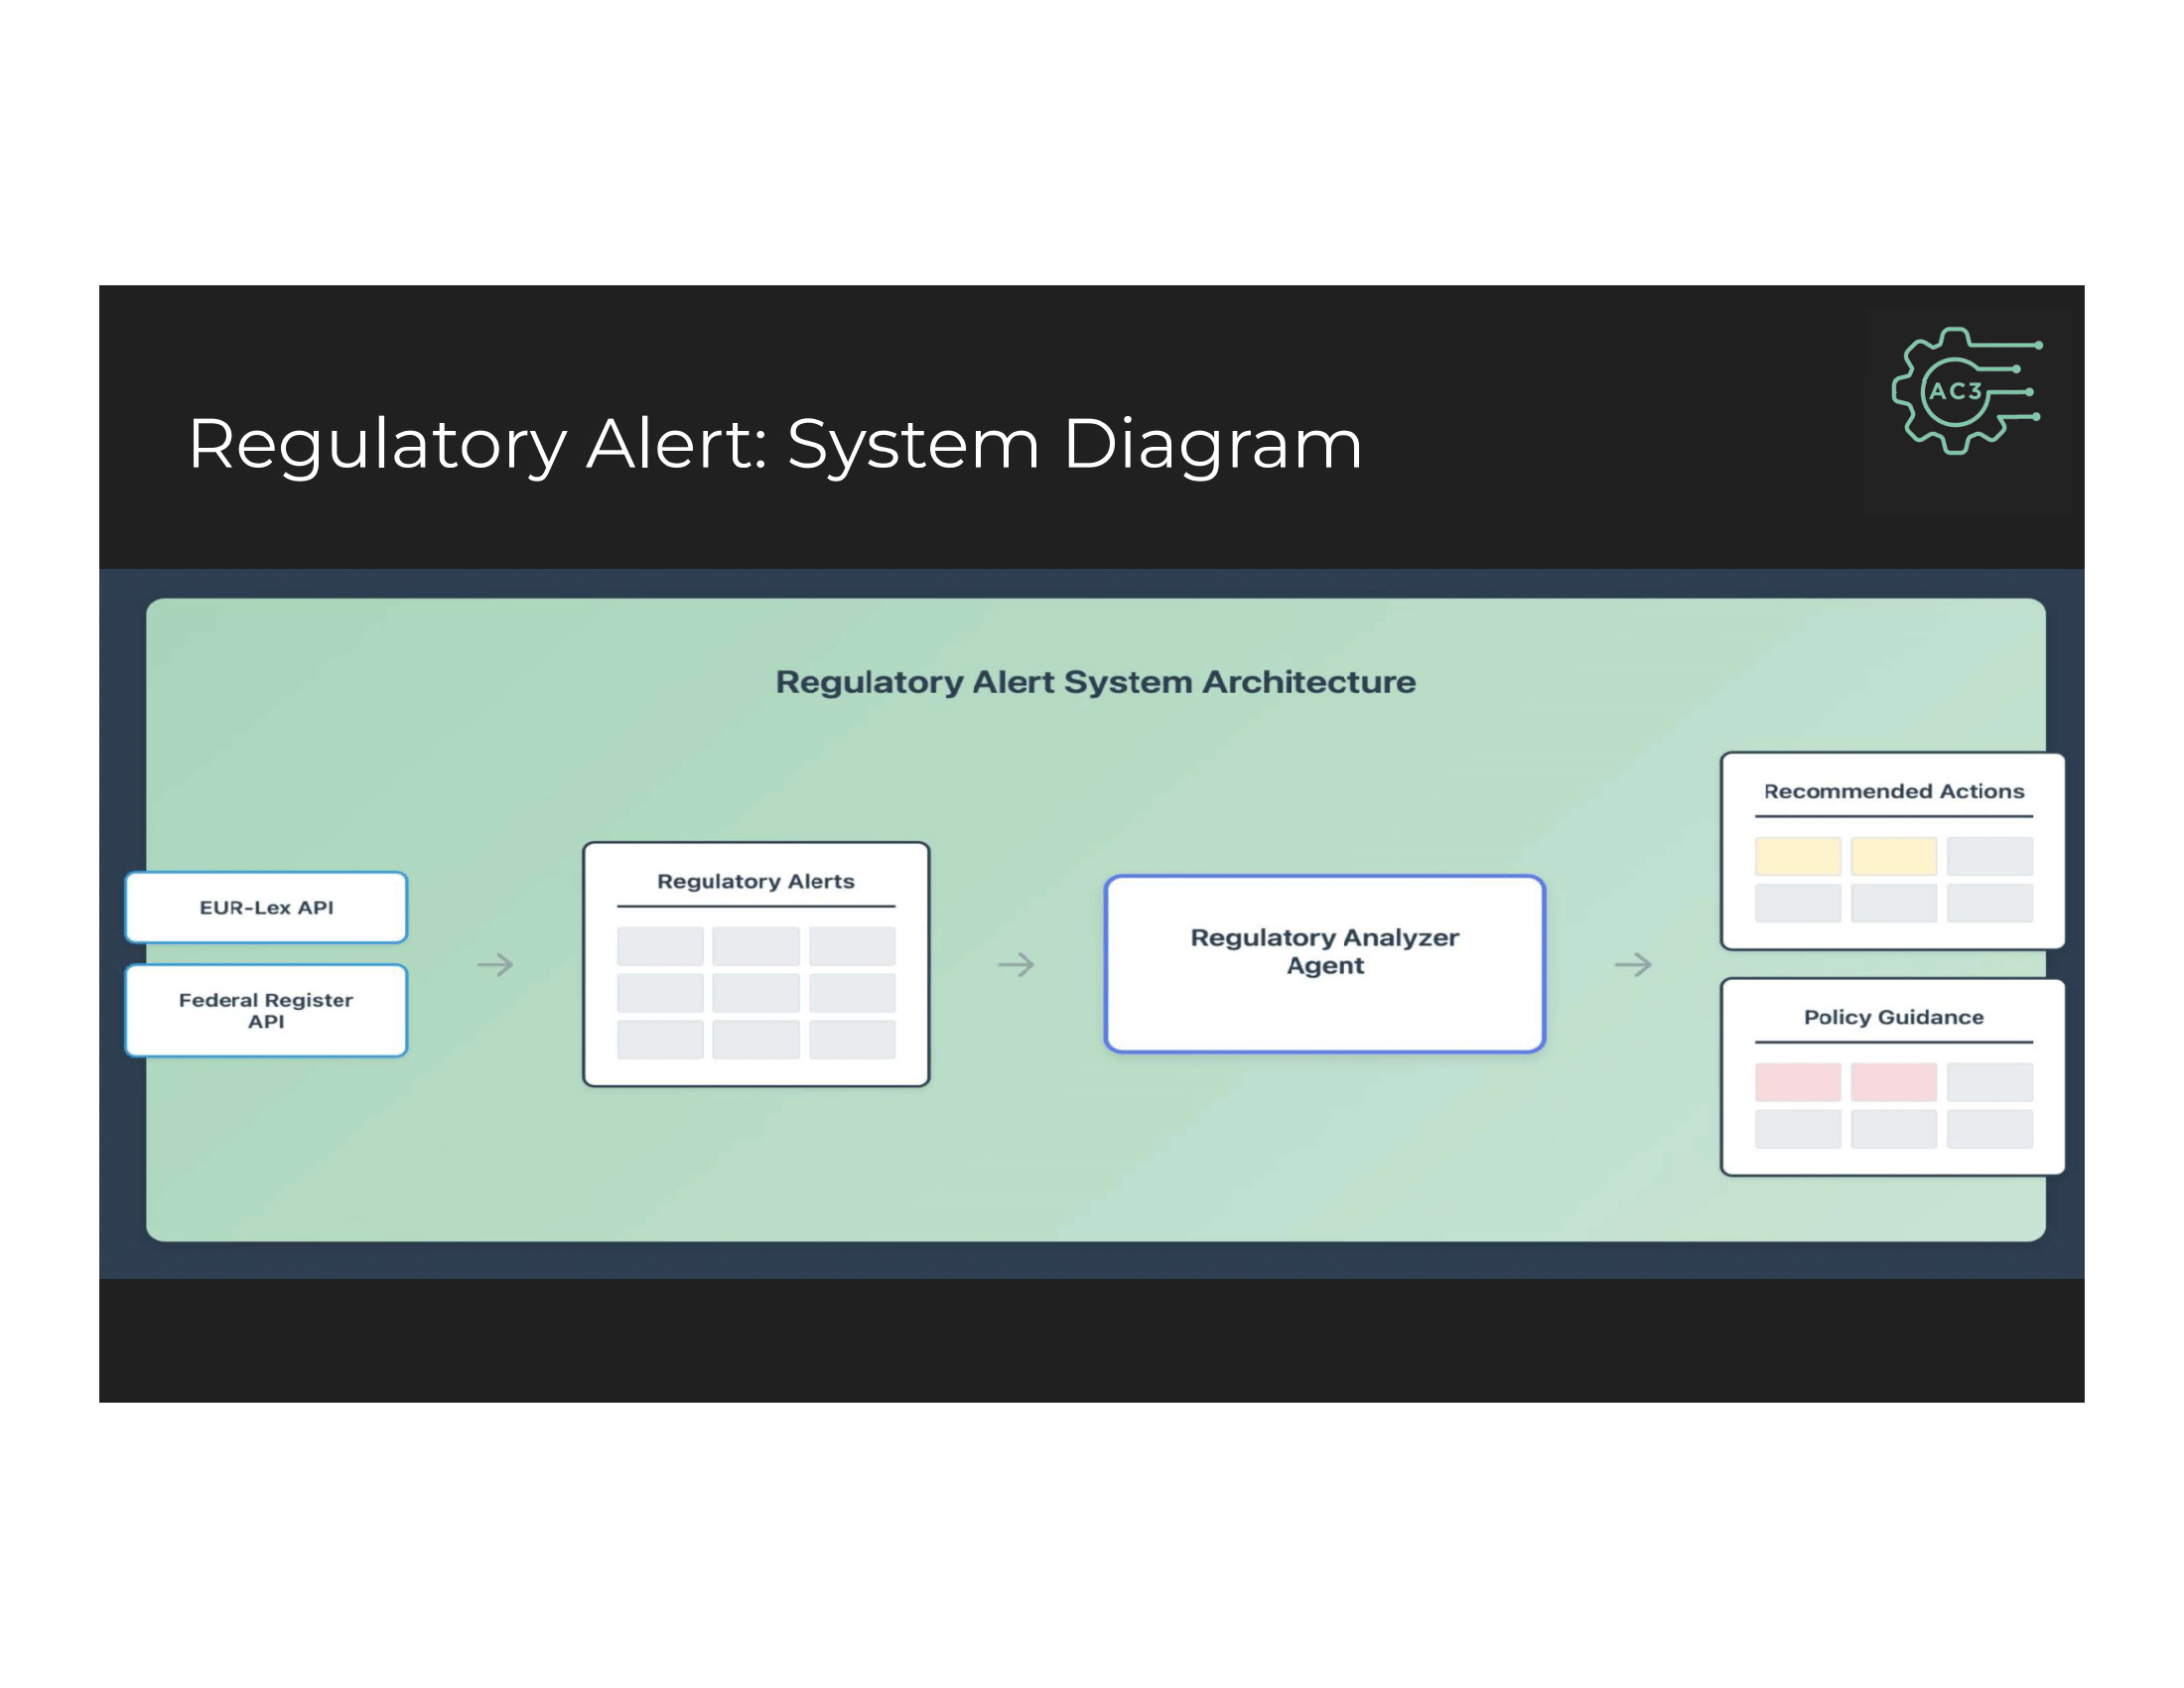 AC3
Regulatory Alert: System Diagram
Regulatory Alert System Architecture
EUR-Lex API
Federal Register
API
Regulatory Alerts
Regulatory Analyzer
Agent
Recommended Actions
Policy Guidance